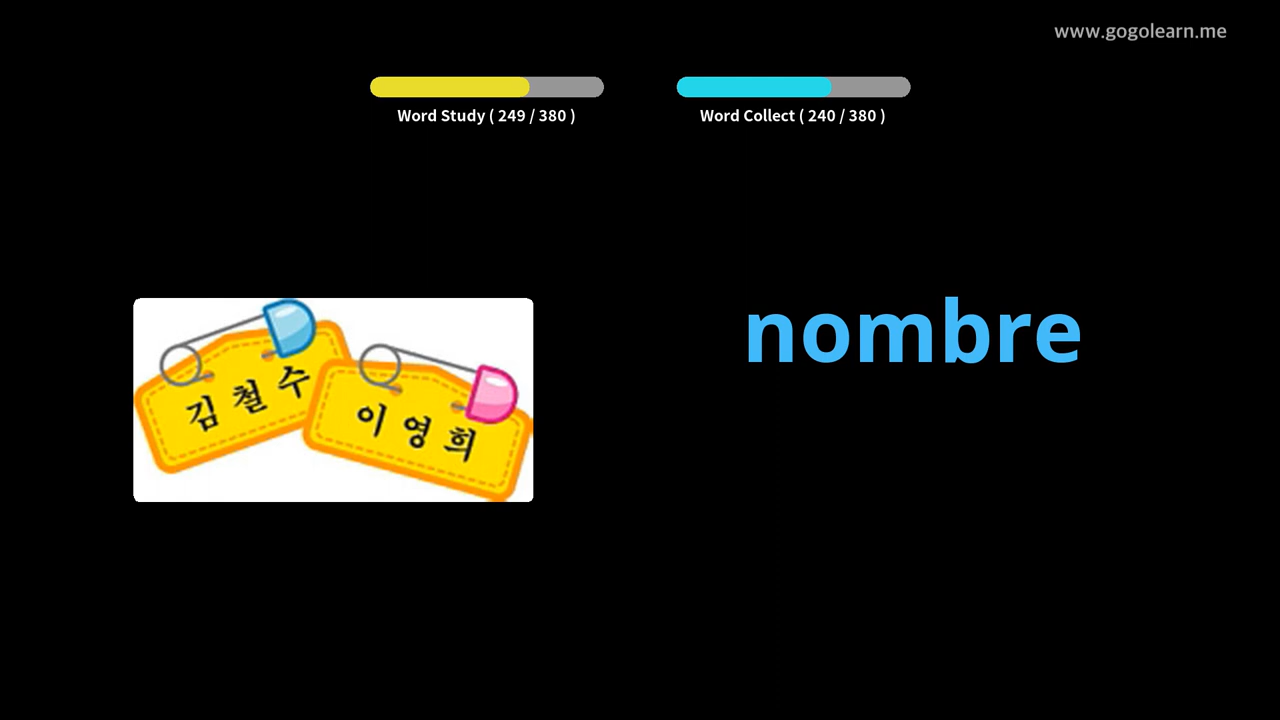 www.gogolearn.me
Word Study ( 249 / 380 )
Word Collect ( 240 / 380 )
김철수
이영희
nombre